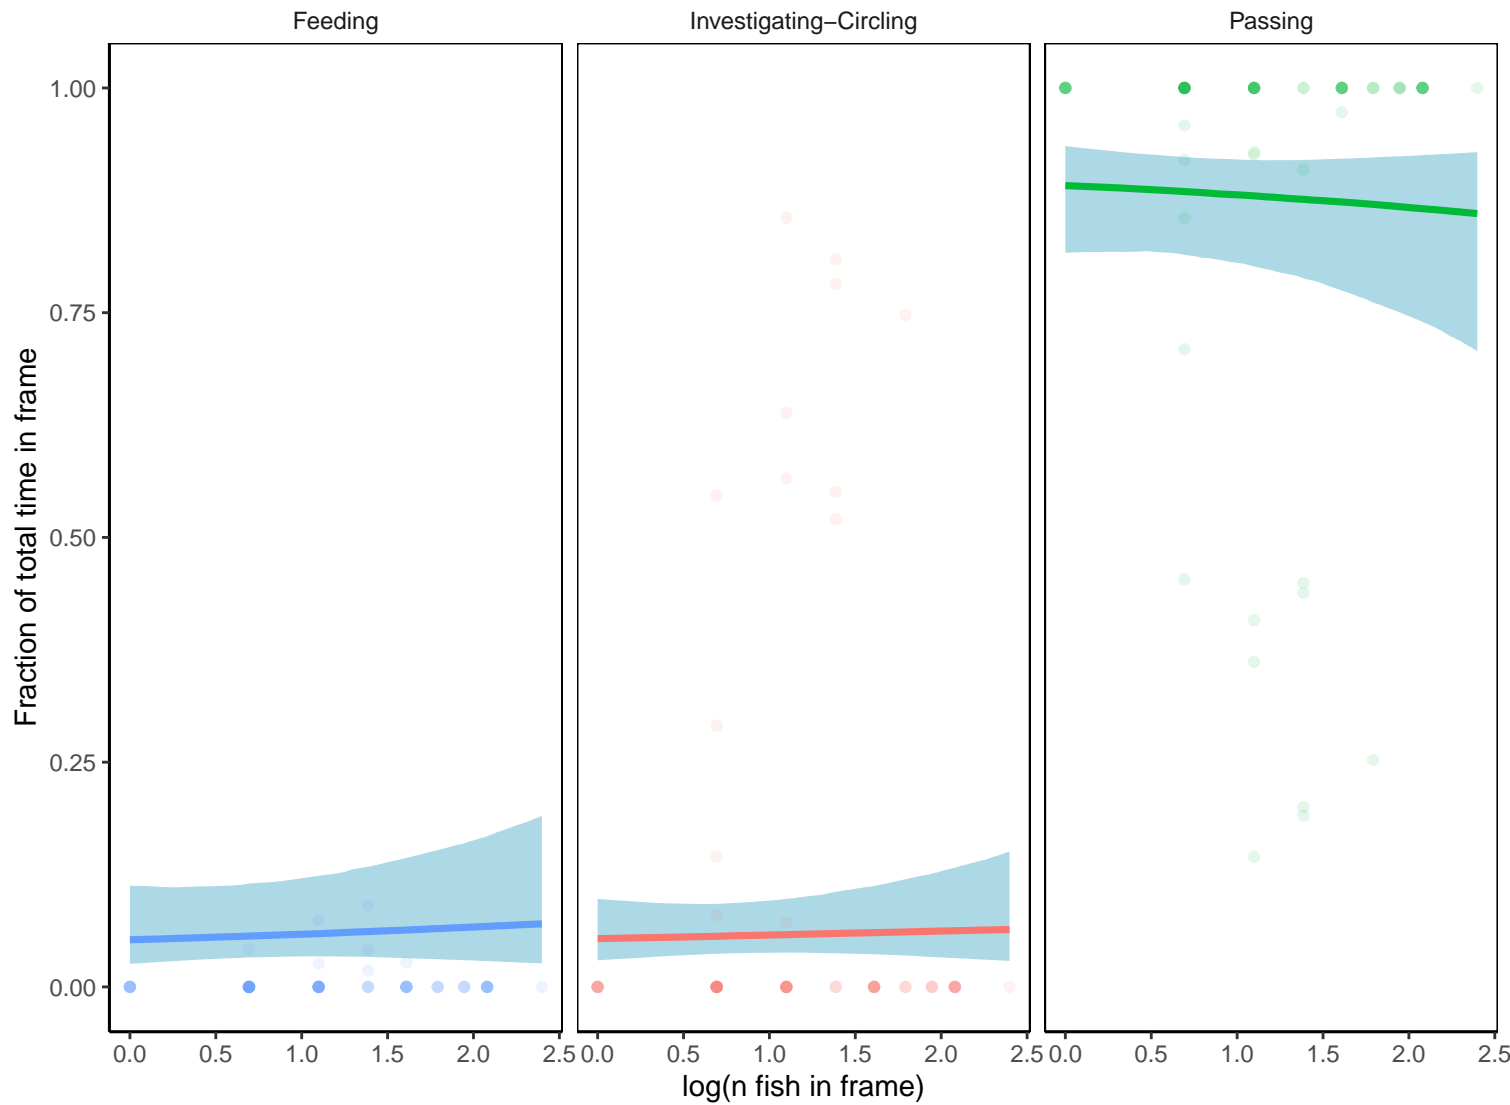 Feeding Investigating−Circling Passing
Fraction of total time in frame
1.00
0.75
0.50
0.25
0.00
0.0 0.5 1.0 1.5 2.0 2.5 0.0 0.5 1.0 1.5 2.0 2.5 0.0 0.5 1.0 1.5 2.0 2.5
log(n fish in frame)